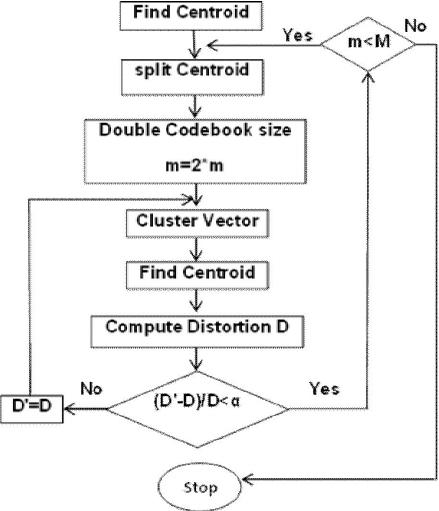 Find Centroid
Yes
m<M
No
split Centroid
Double Codebook size
m=2*m
Cluster Vector
Find Centroid
Compute Distortion D
No
(D'-D)/D<α
Yes
D'=D
Stop